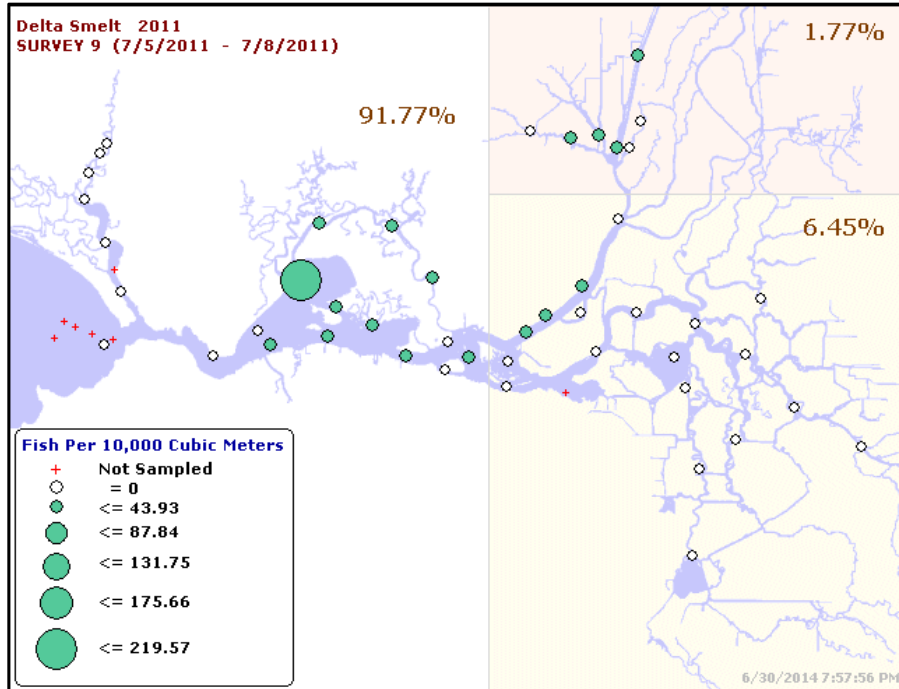 Delta Smelt 2011
SURVEY 9 (7/5/2011 - 7/8/2011)
1.77%
91.77%
6.45%
Fish Per 10,000 Cubic Meters
Not Sampled
= 0
<= 43.93
<= 87.84
<= 131.75
<= 175.66
<= 219.57
6/30/2014 7:57:56 PM